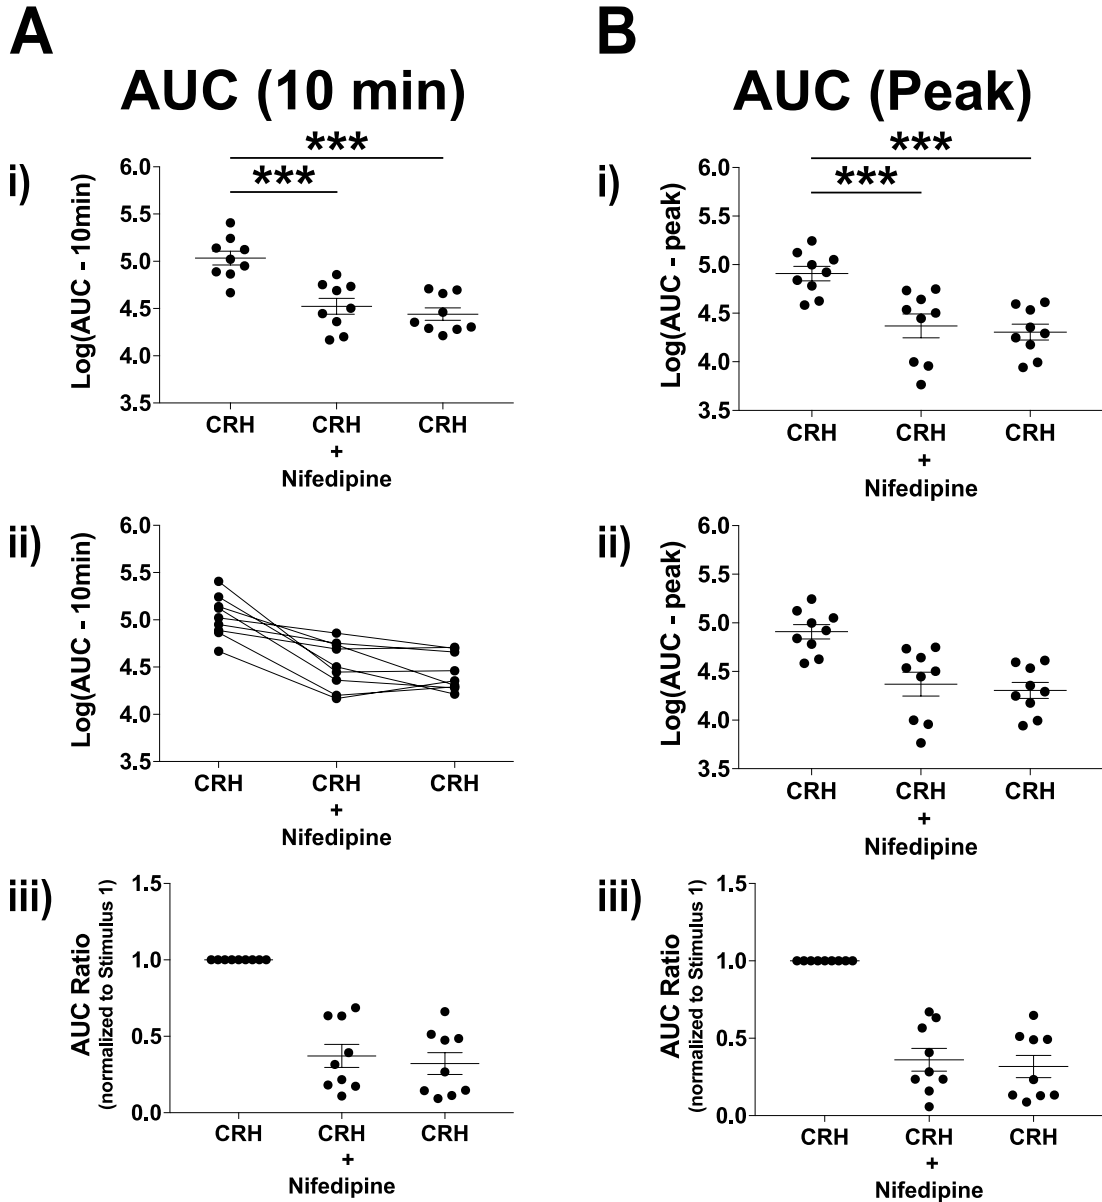 A
AUC (10 min)
i)
***
***
Log(AUC - 10min)
6.0
5.5
5.0
4.5
4.0
3.5
CRH
CRH
+
Nifedipine
CRH
ii)
Log(AUC - 10min)
6.0
5.5
5.0
4.5
4.0
3.5
CRH
CRH
+
Nifedipine
CRH
iii)
AUC Ratio
(normalized to Stimulus 1)
1.5
1.0
0.5
0.0
CRH
CRH
+
Nifedipine
CRH
B
AUC (Peak)
i)
***
***
Log(AUC - peak)
6.0
5.5
5.0
4.5
4.0
3.5
CRH
CRH
+
Nifedipine
CRH
ii)
Log(AUC - peak)
6.0
5.5
5.0
4.5
4.0
3.5
CRH
CRH
+
Nifedipine
CRH
iii)
AUC Ratio
(normalized to Stimulus 1)
1.5
1.0
0.5
0.0
CRH
CRH
+
Nifedipine
CRH